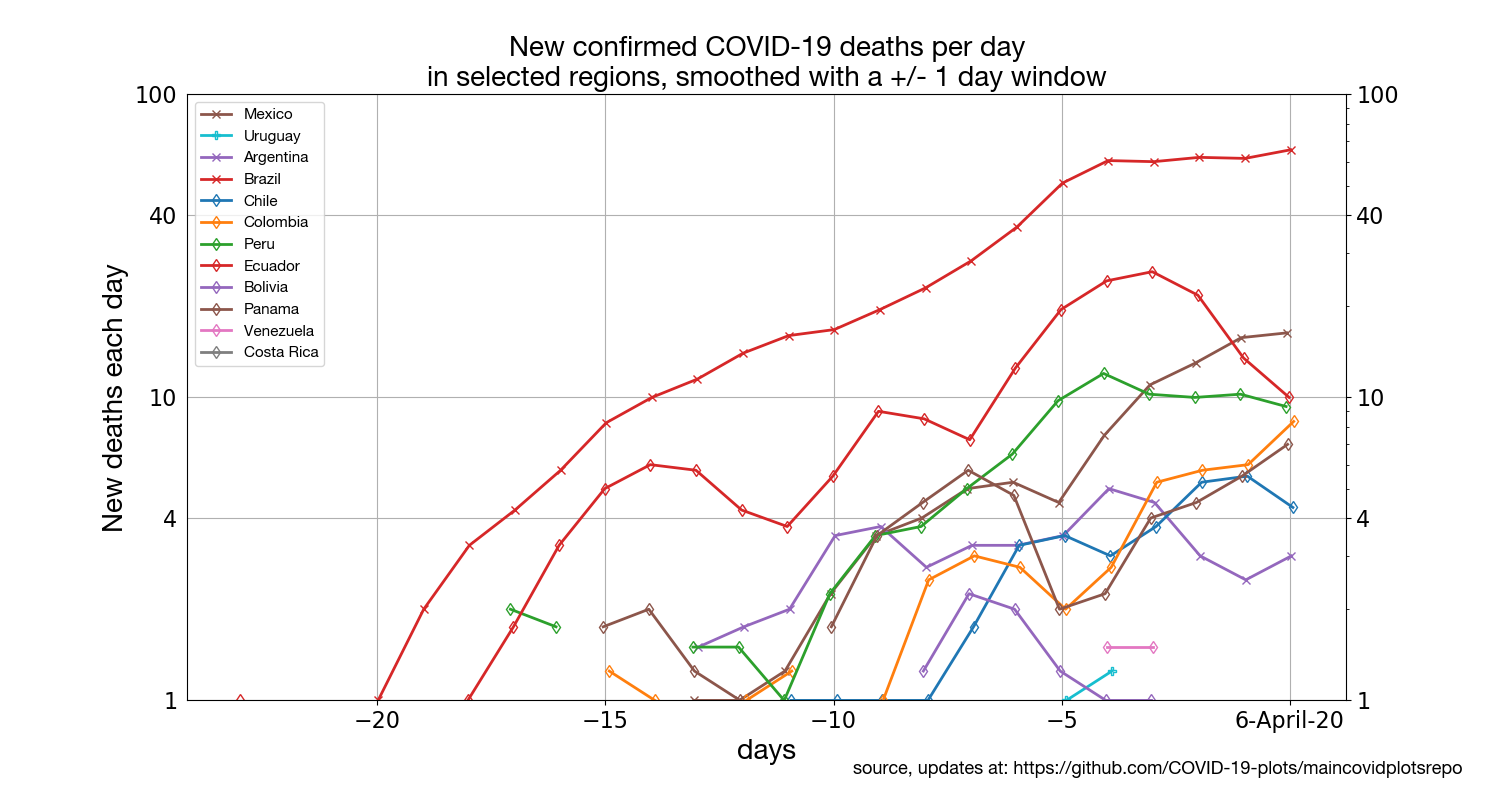 New confirmed COVID-19 deaths per day
in selected regions, smoothed with a +/- 1 day window
100
40
10
4
1
New deaths each day
Mexico
Uruguay
Argentina
Brazil
Chile
Colombia
Peru
Ecuador
Bolivia
Panama
Venezuela
Costa Rica
100
40
10
4
1
−20
−15
−10
−5
6-April-20
days
source, updates at: https://github.com/COVID-19-plots/maincovidplotsrepo